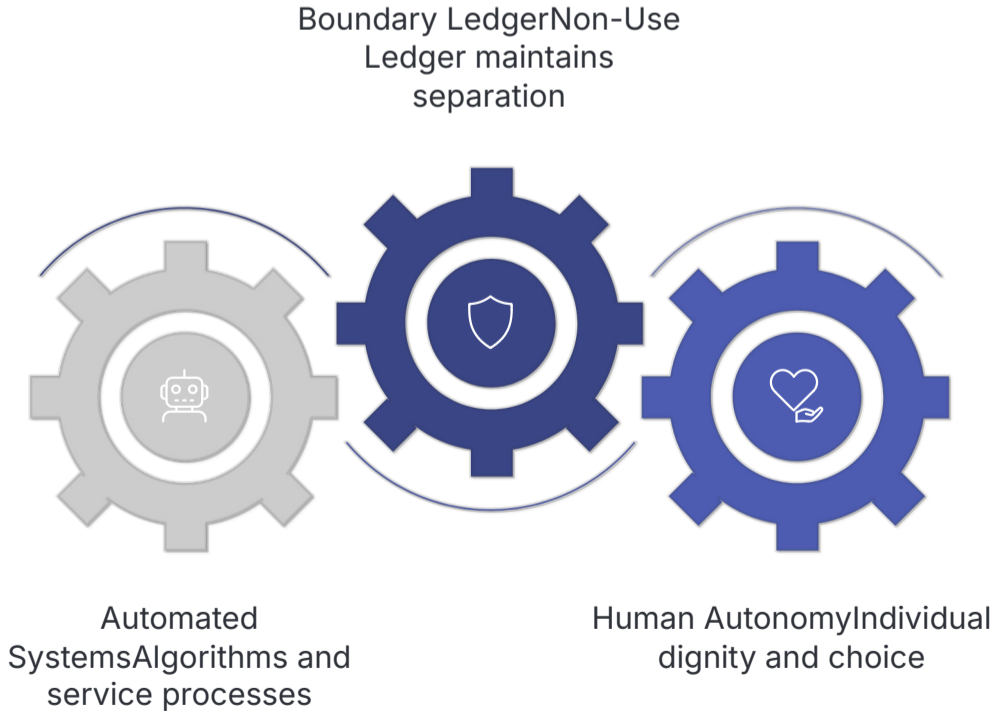 Boundary LedgerNon-Use
Ledger maintains
separation
Automated
SystemsAlgorithms and
service processes
Human AutonomyIndividual
dignity and choice